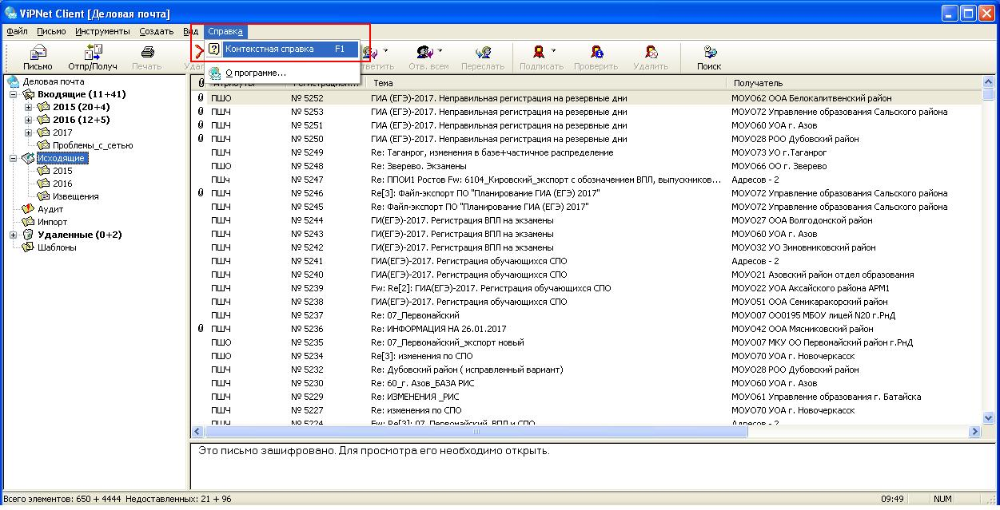 ViPNet Client [Деловая почта]
Файл Письмо Инструменты Создать Вид Справка
Контекстная справка F1
О программе...
Письмо Отпр/Получ Печать Отв. всем Переслать Подписать Проверить Удалить Поиск
Деловая почта
Входящие (11+41)
2015 (20+4)
2016 (12+5)
2017
Проблемы_с_сетью
Исходящие
2015
2016
Извещения
Аудит
Импорт
Удаленные (0+2)
Шаблоны
Тема Получатель
ПШО № 5252 ГИА (ЕГЭ)-2017. Неправильная регистрация на резервные дни МОУО62 ООА Белокалитвенский район
ПШЧ № 5253 ГИА (ЕГЭ)-2017. Неправильная регистрация на резервные дни МОУО72 Управление образования Сальского района
ПШЧ № 5251 ГИА (ЕГЭ)-2017. Неправильная регистрация на резервные дни МОУО60 УОА г. Азов
ПШЧ № 5250 ГИА (ЕГЭ)-2017. Неправильная регистрация на резервные дни МОУО28 РОО Дубовский район
ПШЧ № 5249 Re: Таганрог, изменения в базе+частичное распределение МОУО73 УО г.Таганрог
ПШО № 5248 Re: Зверево. Экзамены МОУО66 ОО г. Зверево
ПШч № 5247 Re: ППОИ1 Ростов Fw: 6104_Кировский_экспорт с обозначением ВПЛ, выпускников... Адресов - 2
ПШЧ № 5246 Re[3]: Файл-экспорт ПО "Планирование ГИА (ЕГЭ) 2017" МОУО72 Управление образования Сальского района
ПШЧ № 5245 Re: Файл-экспорт ПО "Планирование ГИА (ЕГЭ) 2017" МОУО72 Управление образования Сальского района
ПШЧ № 5244 ГИ(ЕГЭ)-2017. Регистрация ВПЛ на экзамены МОУО27 ООА Волгодонской район
ПШЧ № 5243 ГИ(ЕГЭ)-2017. Регистрация ВПЛ на экзамены МОУО60 УОА г. Азов
ПШЧ № 5242 ГИ(ЕГЭ)-2017. Регистрация ВПЛ на экзамены МОУО32 УО Зимовниковский район
ПШЧ № 5241 ГИА(ЕГЭ)-2017. Регистрация обучающихся СПО Адресов - 2
ПШЧ № 5240 ГИА(ЕГЭ)-2017. Регистрация обучающихся СПО МОУО21 Азовский район отдел образования
ПШЧ № 5239 Fw: Re[2]: ГИА(ЕГЭ)-2017. Регистрация обучающихся СПО МОУО22 УОА Аксайского района АРМ1
ПШЧ № 5238 ГИА(ЕГЭ)-2017. Регистрация обучающихся СПО МОУО51 ООА Семикаракорский район
ПШЧ № 5237 Re: 07_Первомайский МОУО07 ОО0195 МБОУ лицей N20 г.РнД
ПШЧ № 5236 Re: ИНФОРМАЦИЯ НА 26.01.2017 МОУО42 ООА Мясниковский район
ПШО № 5235 Re: 07_Первомайский_экспорт новый МОУО07 МКУ ОО Первомайский район г.РнД
ПШО № 5234 Re[3]: изменения по СПО МОУО70 УОА г. Новочеркасск
ПШЧ № 5232 Re: Дубовский район ( исправленный вариант) МОУО28 РОО Дубовский район
ПШЧ № 5230 Re: 60_г. Азов_БАЗА РИС МОУО60 УОА г. Азов
ПШЧ № 5229 Re: ИЗМЕНЕНИЯ _РИС МОУО61 Управление образования г. Батайска
ПШЧ № 5227 Re: изменения по СПО МОУО70 УОА г. Новочеркасск
ПШЧ № 5224 Fw: Re[3]: 07_Первомайский_ВПЛ и СПО Адресов - 2
Это письмо зашифровано. Для просмотра его необходимо открыть.
Всего элементов: 650 + 4444 Недоставленных: 21 + 96 09:49 NUM